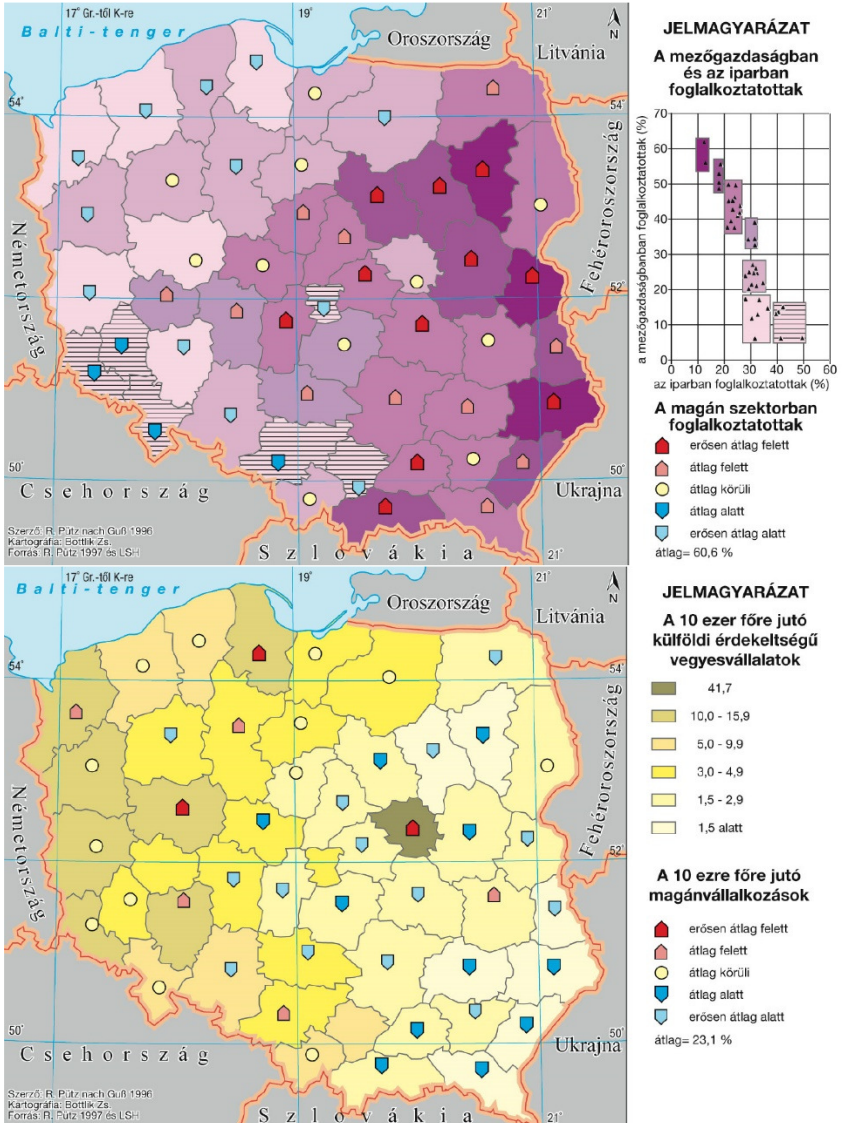 17° Gr.-től K-re
19°
21°
N
Balti-tenger
Oroszország
Litvánia
54°
54°
Németország
Fehéroroszország
52°
52°
50°
50°
Csehország
Ukrajna
Szlovákia
21°
Szerző: R. Pütz nach Guß 1996
Kartográfia: Bottlik Zs.
Forrás: R. Pütz 1997 és LSH
JELMAGYARÁZAT
A mezőgazdaságban
és az iparban
foglalkoztatottak
a mezőgazdaságbanban foglalkoztatottak (%)
70
60
50
40
30
20
10
0
0 10 20 30 40 50 60
az iparban foglalkoztatottak (%)
A magán szektorban
foglalkoztatottak
erősen átlag felett
átlag felett
átlag körüli
átlag alatt
erősen átlag alatt
átlag= 60,6 %
17° Gr.-től K-re
19°
21°
N
Balti-tenger
Oroszország
Litvánia
54°
54°
Németország
Fehéroroszország
52°
52°
50°
50°
Csehország
Ukrajna
Szlovákia
21°
Szerző: R. Pütz nach Guß 1996
Kartográfia: Bottlik Zs.
Forrás: R. Pütz 1997 és LSH
JELMAGYARÁZAT
A 10 ezer főre jutó
külföldi érdekeltségű
vegyesvállalatok
41,7
10,0 - 15,9
5,0 - 9,9
3,0 - 4,9
1,5 - 2,9
1,5 alatt
A 10 ezre főre jutó
magánvállalkozások
erősen átlag felett
átlag felett
átlag körüli
átlag alatt
erősen átlag alatt
átlag= 23,1 %